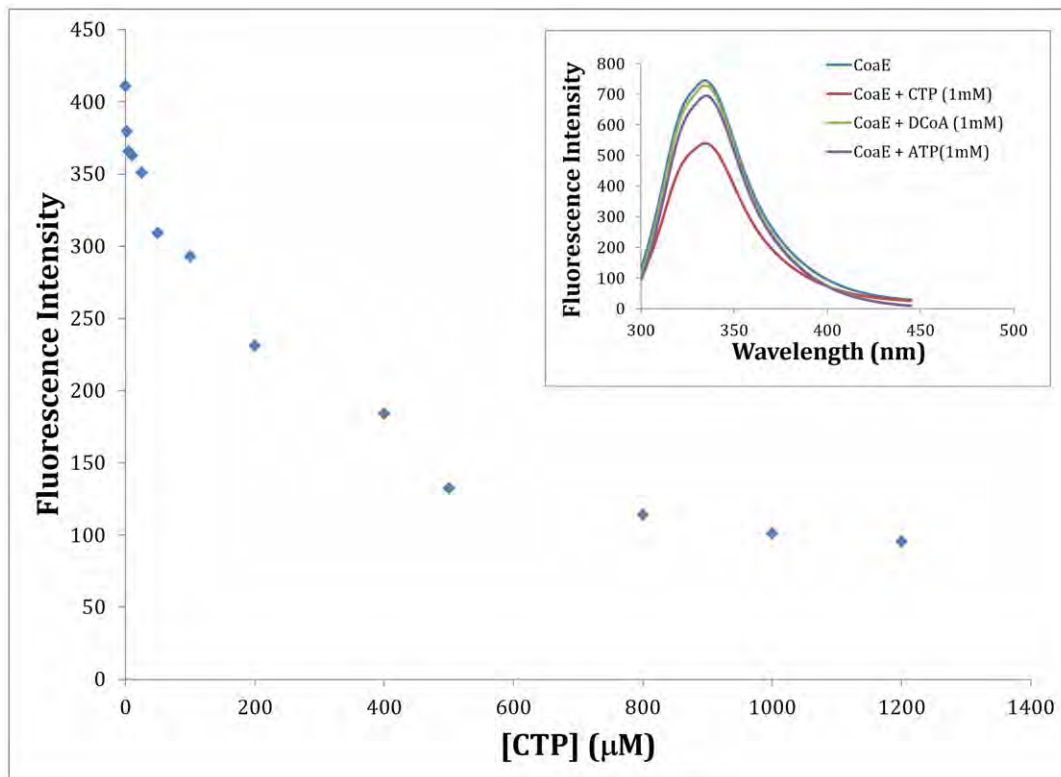 450
400
350
300
250
200
150
100
50
0
Fluorescence Intensity
0 200 400 600 800 1000 1200 1400
[CTP] (μM)
800
700
600
500
400
300
200
100
0
Fluorescence Intensity
CoaE
CoaE + CTP (1mM)
CoaE + DCoA (1mM)
CoaE + ATP(1mM)
300 350 400 450 500
Wavelength (nm)